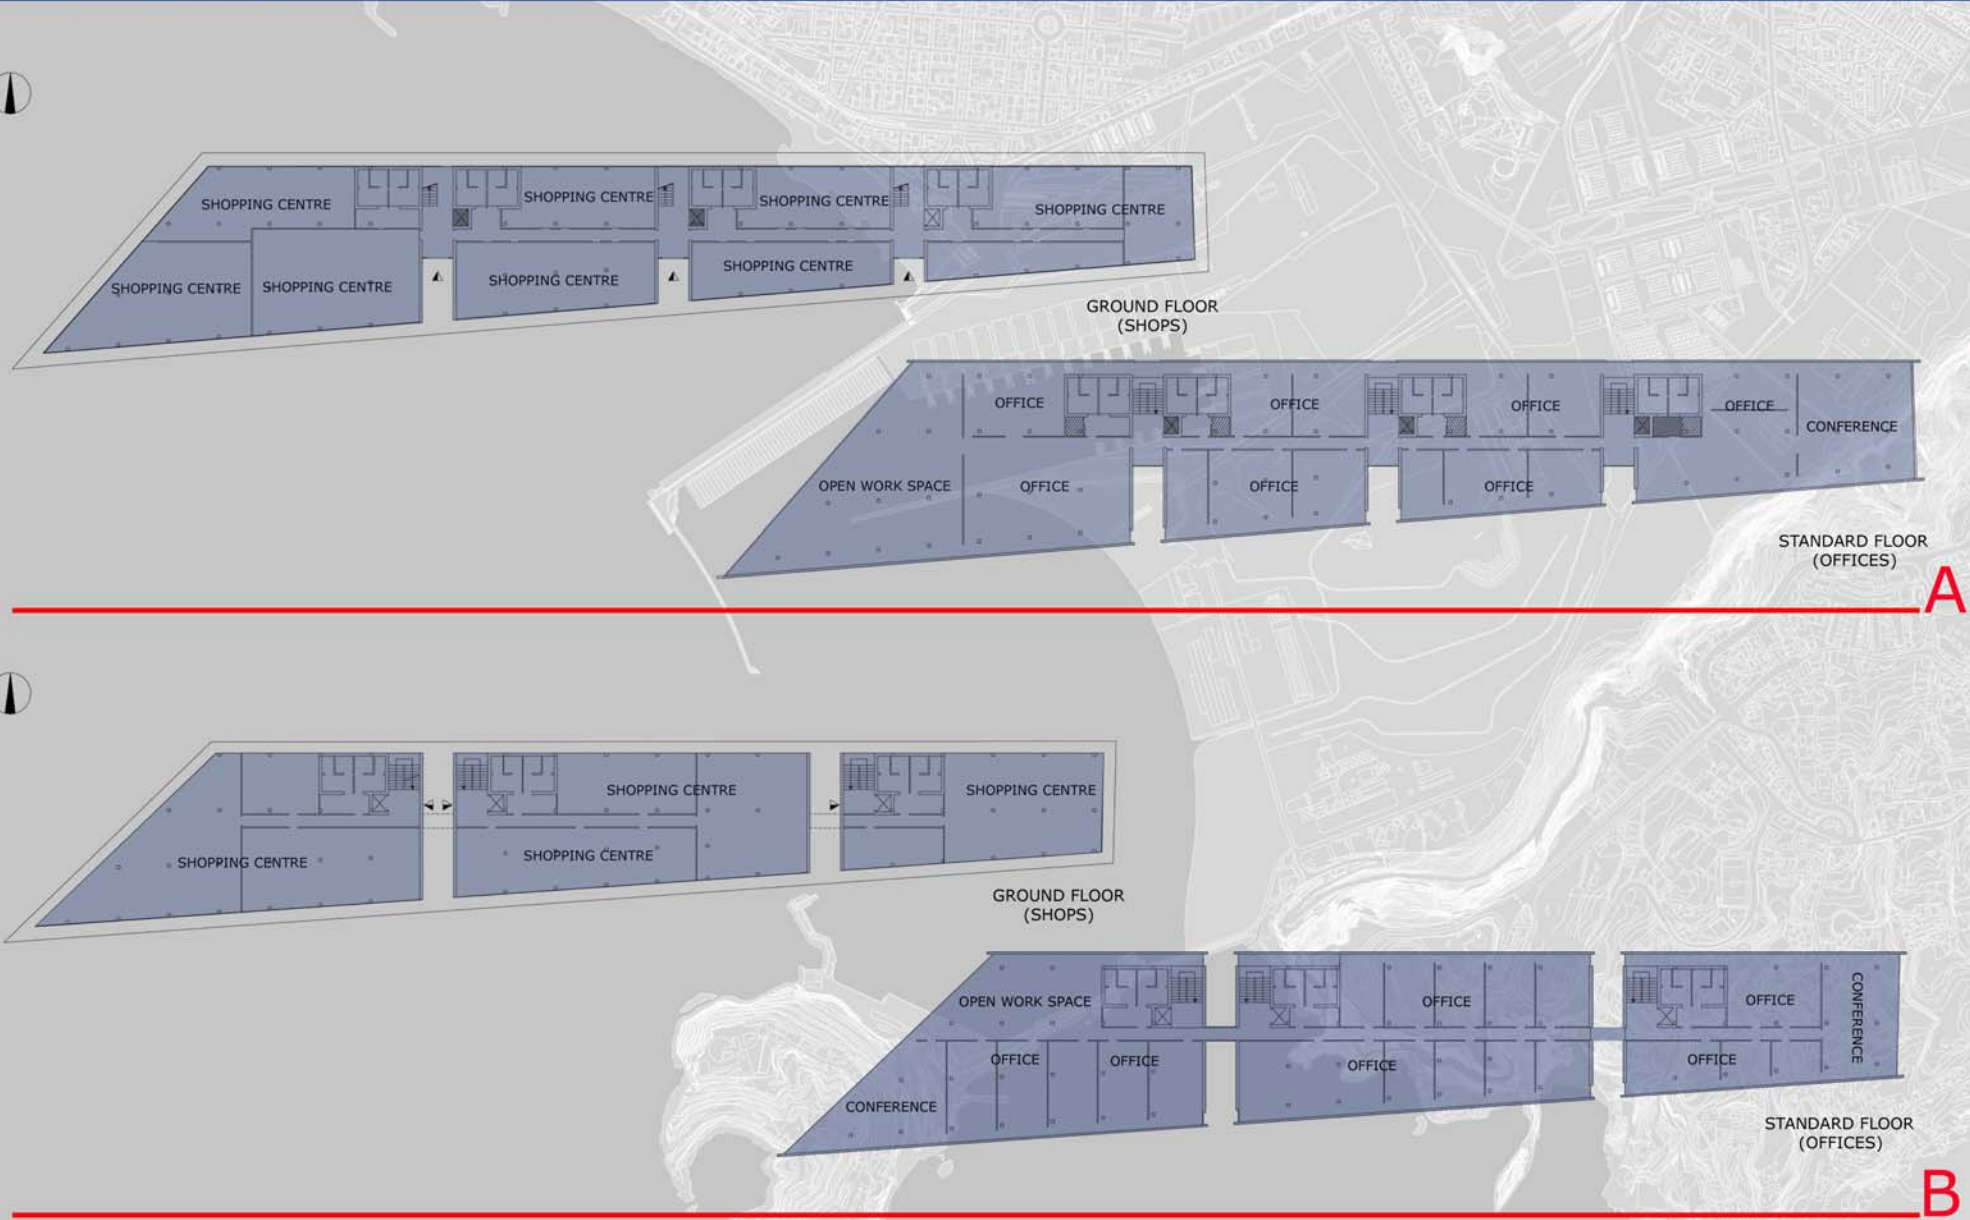 SHOPPING CENTRE
SHOPPING CENTRE
SHOPPING CENTRE
SHOPPING CENTRE
SHOPPING CENTRE
SHOPPING CENTRE
SHOPPING CENTRE
SHOPPING CENTRE
GROUND FLOOR
(SHOPS)
OFFICE
OFFICE
OFFICE
OFFICE
CONFERENCE
OPEN WORK SPACE
OFFICE
OFFICE
OFFICE
STANDARD FLOOR
(OFFICES)
A
SHOPPING CENTRE
SHOPPING CENTRE
SHOPPING CENTRE
SHOPPING CENTRE
GROUND FLOOR
(SHOPS)
OPEN WORK SPACE
OFFICE
OFFICE
CONFERENCE
OFFICE
OFFICE
OFFICE
OFFICE
CONFERENCE
STANDARD FLOOR
(OFFICES)
B